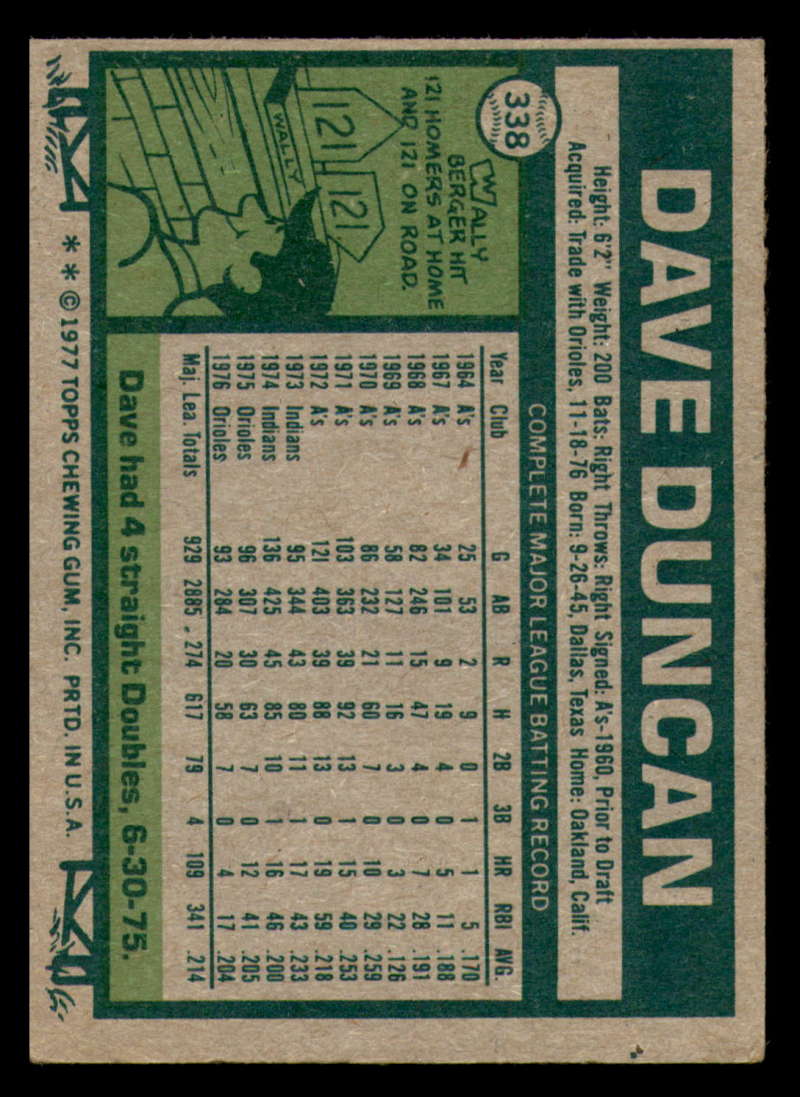 338
DAVE DUNCAN
Height: 6'2" Weight: 200 Bats: Right Throws: Right Signed: A's-1960, Prior to Draft
Acquired: Trade with Orioles, 11-18-76 Born: 9-26-45, Dallas, Texas Home: Oakland, Calif.
WALLY
BERGER HIT
121 HOMERS AT HOME
AND 121 ON ROAD.
121
121
WALLY
COMPLETE MAJOR LEAGUE BATTING RECORD
Year Club G AB R H 2B 3B HR RBI AVG.
1964 A's 25 53 2 9 0 1 1 5 .170
1967 A's 34 101 9 19 4 0 5 11 .188
1968 A's 82 246 15 47 4 0 7 28 .191
1969 A's 58 127 11 16 3 0 3 22 .126
1970 A's 86 232 21 60 7 0 10 29 .259
1971 A's 103 363 39 92 13 1 15 40 .253
1972 A's 121 403 39 88 13 0 19 59 .218
1973 Indians 95 344 43 80 11 1 17 43 .233
1974 Indians 136 425 45 85 10 1 16 46 .200
1975 Orioles 96 307 30 63 7 0 12 41 .205
1976 Orioles 93 284 20 58 7 0 4 17 .204
Maj. Lea. Totals 929 2885 274 617 79 4 109 341 .214
Dave had 4 straight Doubles, 6-30-75.
* * © 1977 TOPPS CHEWING GUM, INC. PRTD. IN U.S.A.